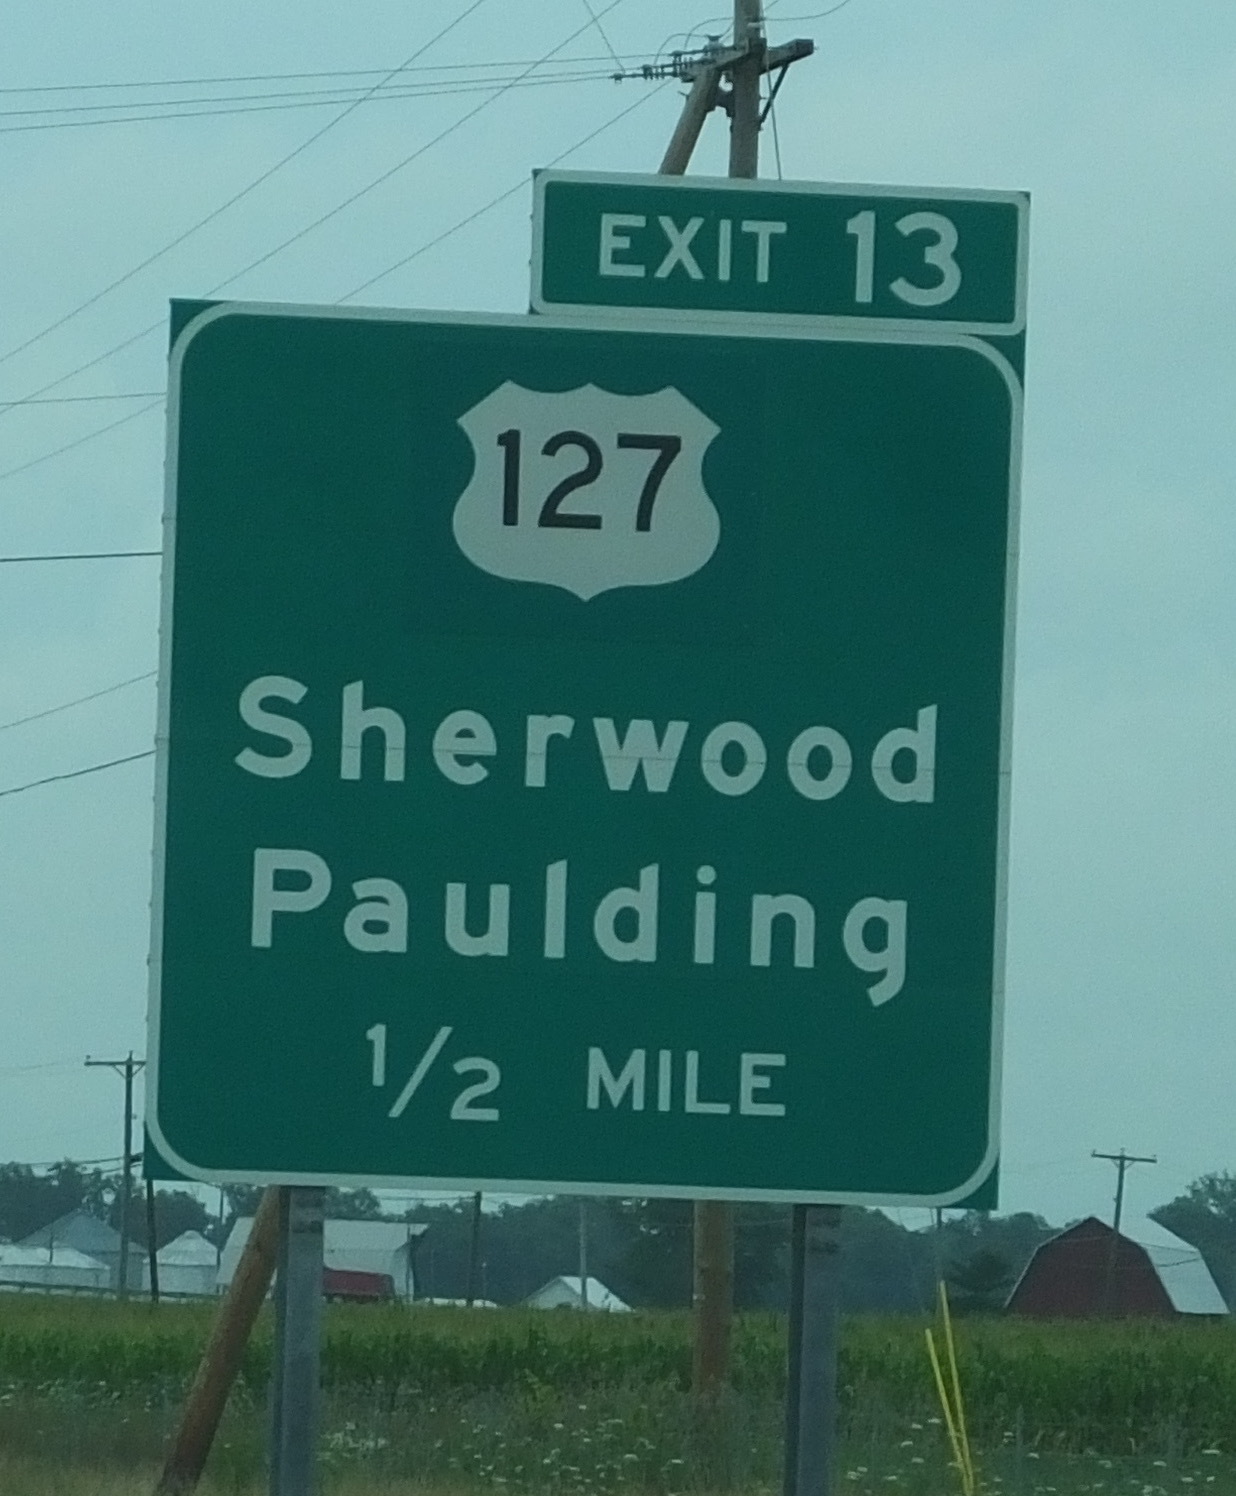 EXIT 13
127
Sherwood
Paulding
1/2 MILE